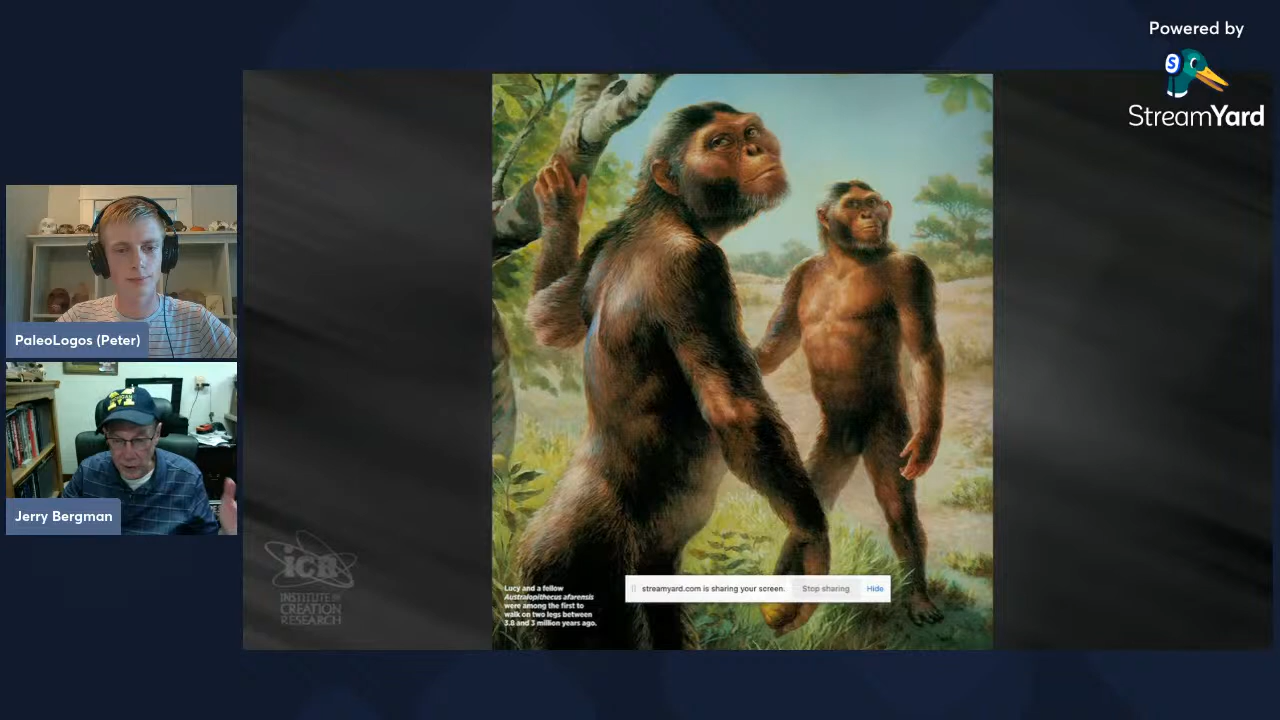 Powered by
S
StreamYard
PaleoLogos (Peter)
Jerry Bergman
iCR
INSTITUTE for
CREATION
RESEARCH
Lucy and a fellow
Australopithecus afarensis
were among the first to
walk on two legs between
3.8 and 3 million years ago.
streamyard.com is sharing your screen.
Stop sharing
Hide